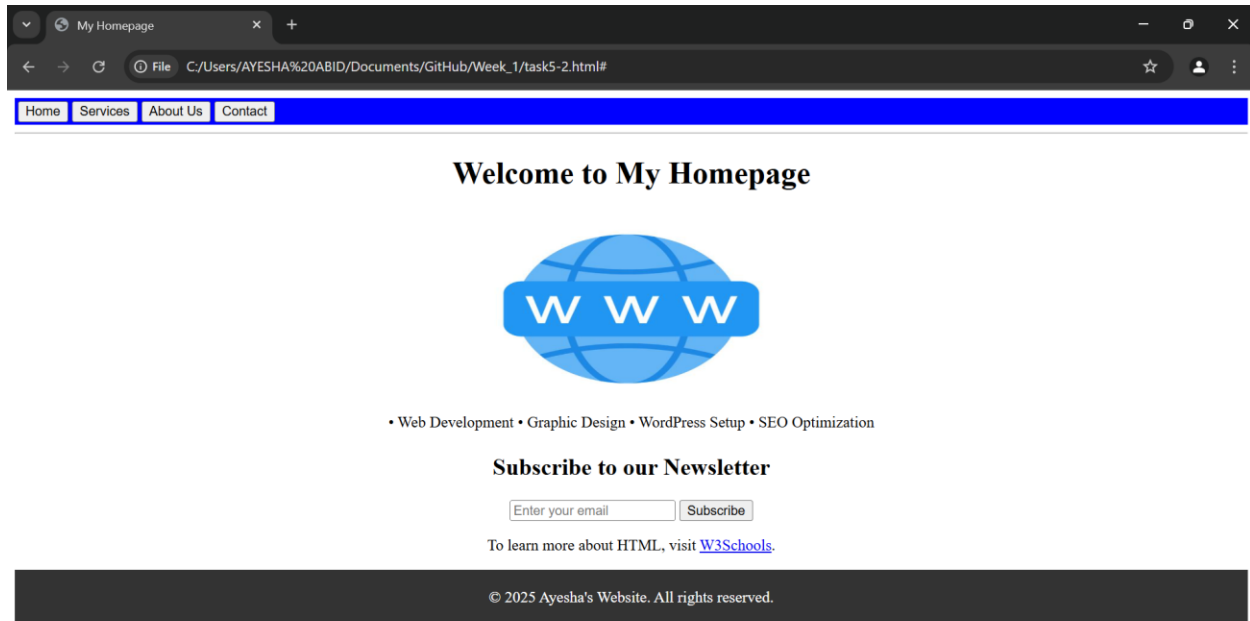 My Homepage
File C:/Users/AYESHA%20ABID/Documents/GitHub/Week_1/task5-2.html#
Home Services About Us Contact
Welcome to My Homepage
W W W
• Web Development • Graphic Design • WordPress Setup • SEO Optimization
Subscribe to our Newsletter
Enter your email Subscribe
To learn more about HTML, visit W3Schools.
© 2025 Ayesha's Website. All rights reserved.